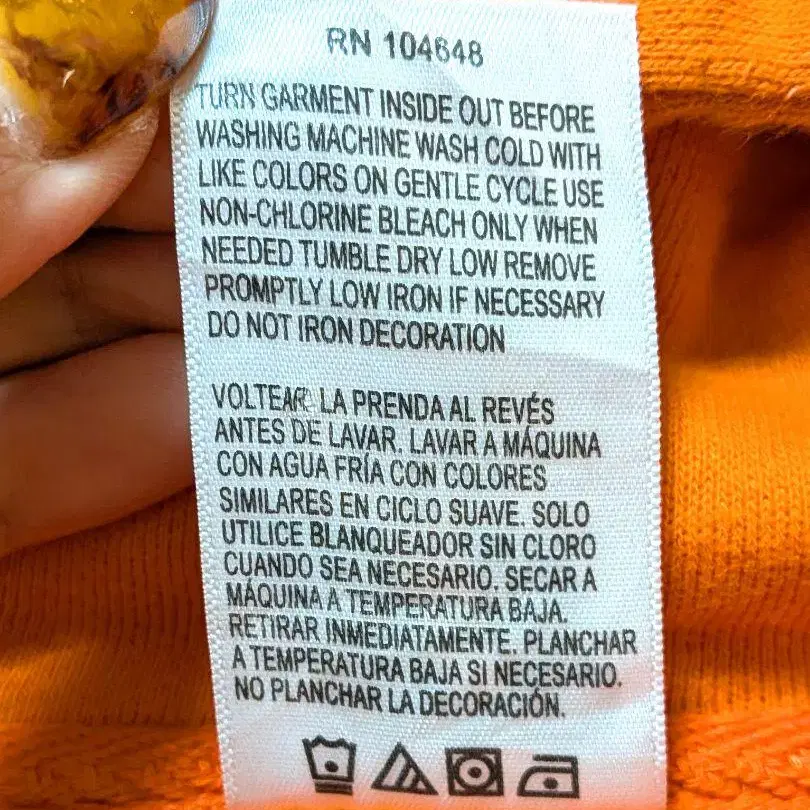 RN 104648
TURN GARMENT INSIDE OUT BEFORE
WASHING MACHINE WASH COLD WITH
LIKE COLORS ON GENTLE CYCLE USE
NON-CHLORINE BLEACH ONLY WHEN
NEEDED TUMBLE DRY LOW REMOVE
PROMPTLY LOW IRON IF NECESSARY
DO NOT IRON DECORATION
VOLTEAR LA PRENDA AL REVÉS
ANTES DE LAVAR. LAVAR A MÁQUINA
CON AGUA FRÍA CON COLORES
SIMILARES EN CICLO SUAVE. SOLO
UTILICE BLANQUEADOR SIN CLORO
CUANDO SEA NECESARIO. SECAR A
MÁQUINA A TEMPERATURA BAJA.
RETIRAR INMEDIATAMENTE. PLANCHAR
A TEMPERATURA BAJA SI NECESARIO.
NO PLANCHAR LA DECORACIÓN.